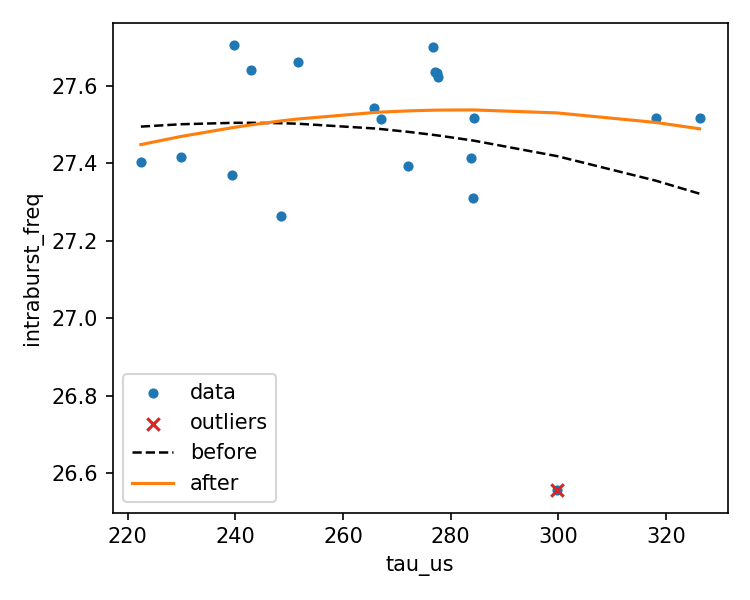 27.6
27.4
27.2
27.0
26.8
26.6
intraburst_freq
data
outliers
before
after
220
240
260
280
300
320
tau_us